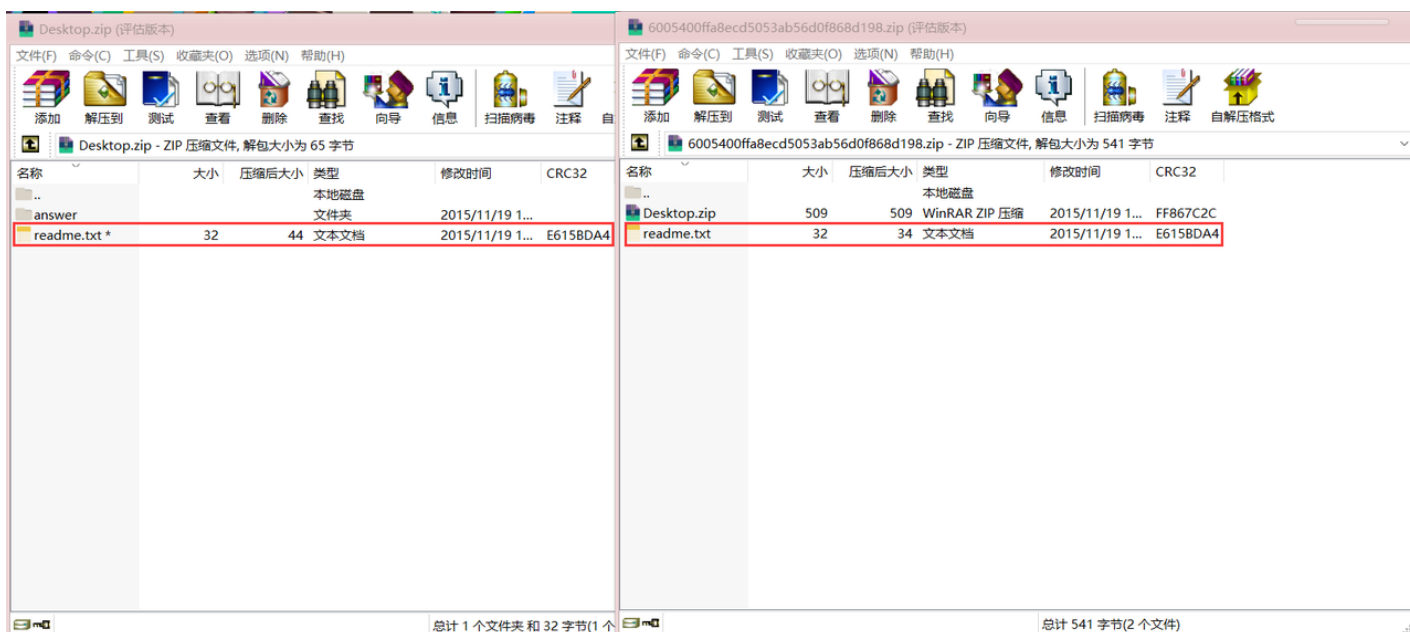 Desktop.zip (评估版本)
文件(F) 命令(C) 工具(S) 收藏夹(O) 选项(N) 帮助(H)
添加 解压到 测试 查看 删除 查找 向导 信息 扫描病毒 注释 自
Desktop.zip - ZIP 压缩文件, 解包大小为 65 字节
名称 大小 压缩后大小 类型 修改时间 CRC32
.. 本地磁盘
answer 文件夹 2015/11/19 1...
readme.txt * 32 44 文本文档 2015/11/19 1... E615BDA4
总计 1 个文件夹 和 32 字节(1 个
6005400ffa8ecd5053ab56d0f868d198.zip (评估版本)
文件(F) 命令(C) 工具(S) 收藏夹(O) 选项(N) 帮助(H)
添加 解压到 测试 查看 删除 查找 向导 信息 扫描病毒 注释 自解压格式
6005400ffa8ecd5053ab56d0f868d198.zip - ZIP 压缩文件, 解包大小为 541 字节
名称 大小 压缩后大小 类型 修改时间 CRC32
.. 本地磁盘
Desktop.zip 509 509 WinRAR ZIP 压缩 2015/11/19 1... FF867C2C
readme.txt 32 34 文本文档 2015/11/19 1... E615BDA4
总计 541 字节(2 个文件)